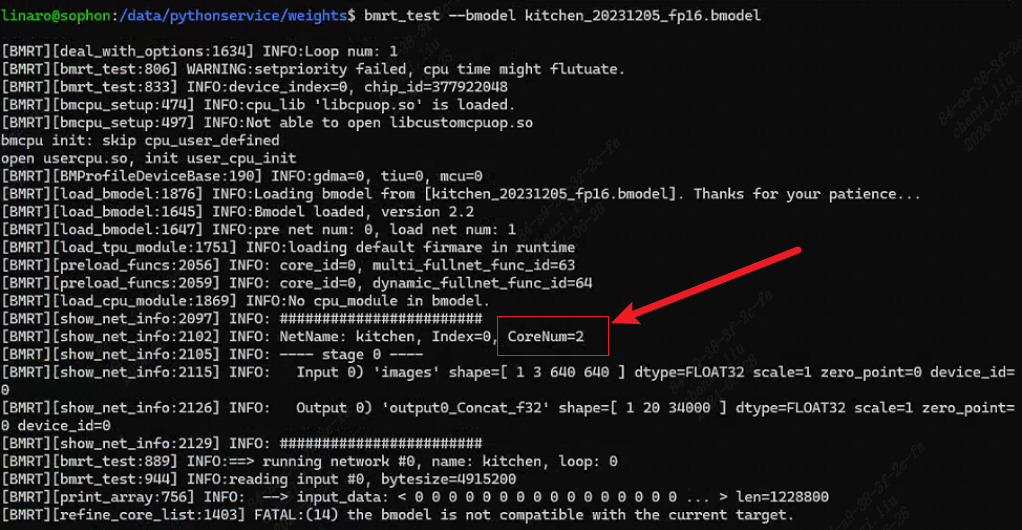 linaro@sophon:/data/pythonservice/weights$ bmrt_test --bmodel kitchen_20231205_fp16.bmodel
[BMRT][deal_with_options:1634] INFO:Loop num: 1
[BMRT][bmrt_test:806] WARNING:setpriority failed, cpu time might flutuate.
[BMRT][bmrt_test:833] INFO:device_index=0, chip_id=377922048
[BMRT][bmcpu_setup:474] INFO:cpu_lib 'libcpuop.so' is loaded.
[BMRT][bmcpu_setup:497] INFO:Not able to open libcustomcpuop.so
bmcpu init: skip cpu_user_defined
open usercpu.so, init user_cpu_init
[BMRT][BMProfileDeviceBase:190] INFO:gdma=0, tiu=0, mcu=0
[BMRT][load_bmodel:1876] INFO:Loading bmodel from [kitchen_20231205_fp16.bmodel]. Thanks for your patience...
[BMRT][load_bmodel:1645] INFO:Bmodel loaded, version 2.2
[BMRT][load_bmodel:1647] INFO:pre net num: 0, load net num: 1
[BMRT][load_tpu_module:1751] INFO:loading default firmare in runtime
[BMRT][preload_funcs:2056] INFO: core_id=0, multi_fullnet_func_id=63
[BMRT][preload_funcs:2059] INFO: core_id=0, dynamic_fullnet_func_id=64
[BMRT][load_cpu_module:1869] INFO:No cpu_module in bmodel.
[BMRT][show_net_info:2097] INFO: ########################
[BMRT][show_net_info:2102] INFO: NetName: kitchen, Index=0, CoreNum=2
[BMRT][show_net_info:2105] INFO: ---- stage 0 ----
[BMRT][show_net_info:2115] INFO:   Input 0) 'images' shape=[ 1 3 640 640 ] dtype=FLOAT32 scale=1 zero_point=0 device_id=
0
[BMRT][show_net_info:2126] INFO:   Output 0) 'output0_Concat_f32' shape=[ 1 20 34000 ] dtype=FLOAT32 scale=1 zero_point=
0 device_id=0
[BMRT][show_net_info:2129] INFO: ########################
[BMRT][bmrt_test:889] INFO:==> running network #0, name: kitchen, loop: 0
[BMRT][bmrt_test:944] INFO:reading input #0, bytesize=4915200
[BMRT][print_array:756] INFO:  --> input_data: < 0 0 0 0 0 0 0 0 0 0 0 0 0 0 0 0 ... > len=1228800
[BMRT][refine_core_list:1403] FATAL:(14) the bmodel is not compatible with the current target.